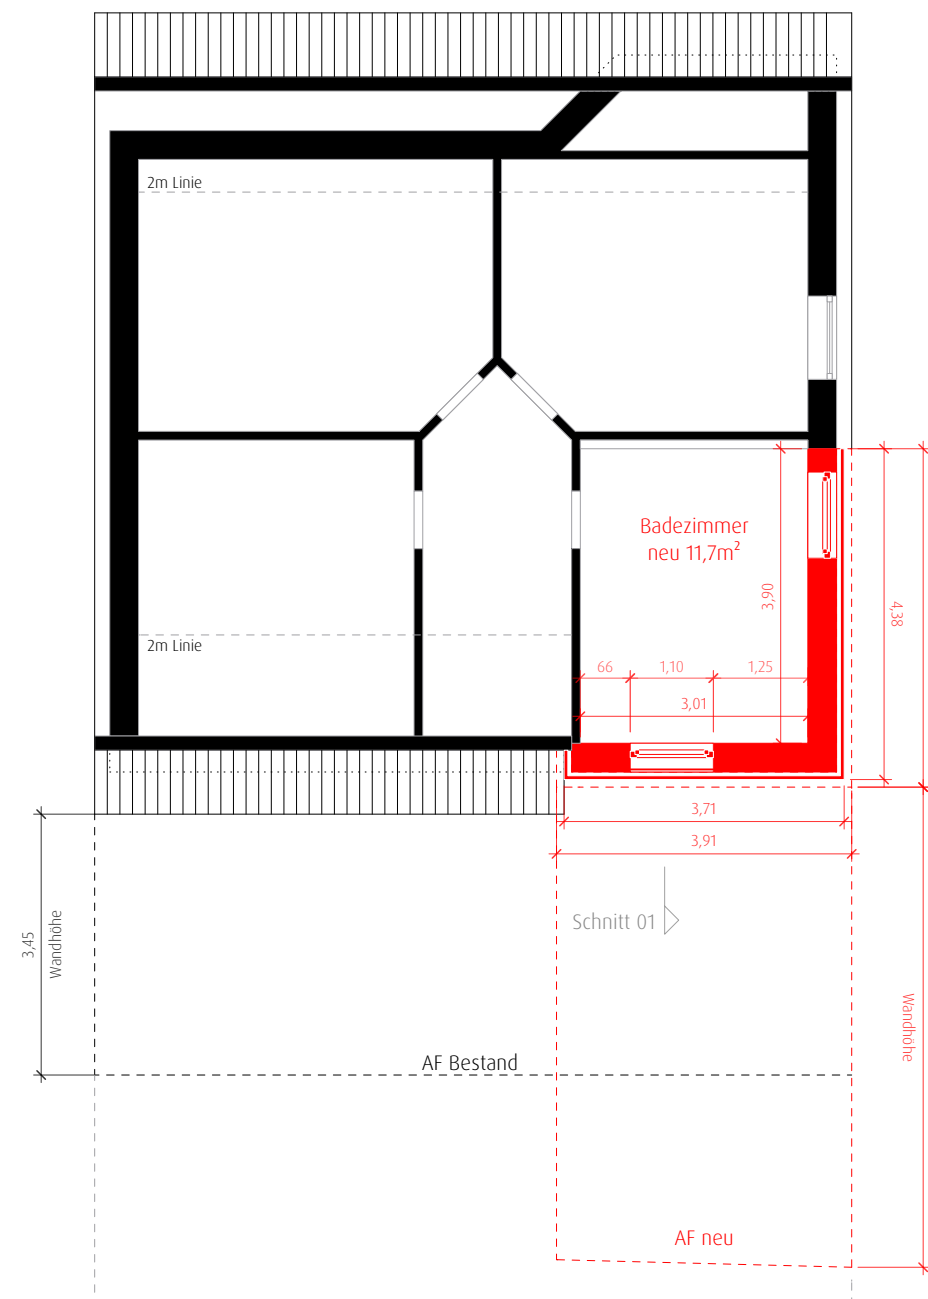 2m Linie
Badezimmer
neu 11,7m²
3,90
4,38
2m Linie
66
1,10
1,25
3,01
3,71
3,91
Schnitt 01
3,45
Wandhöhe
Wandhöhe
AF Bestand
AF neu